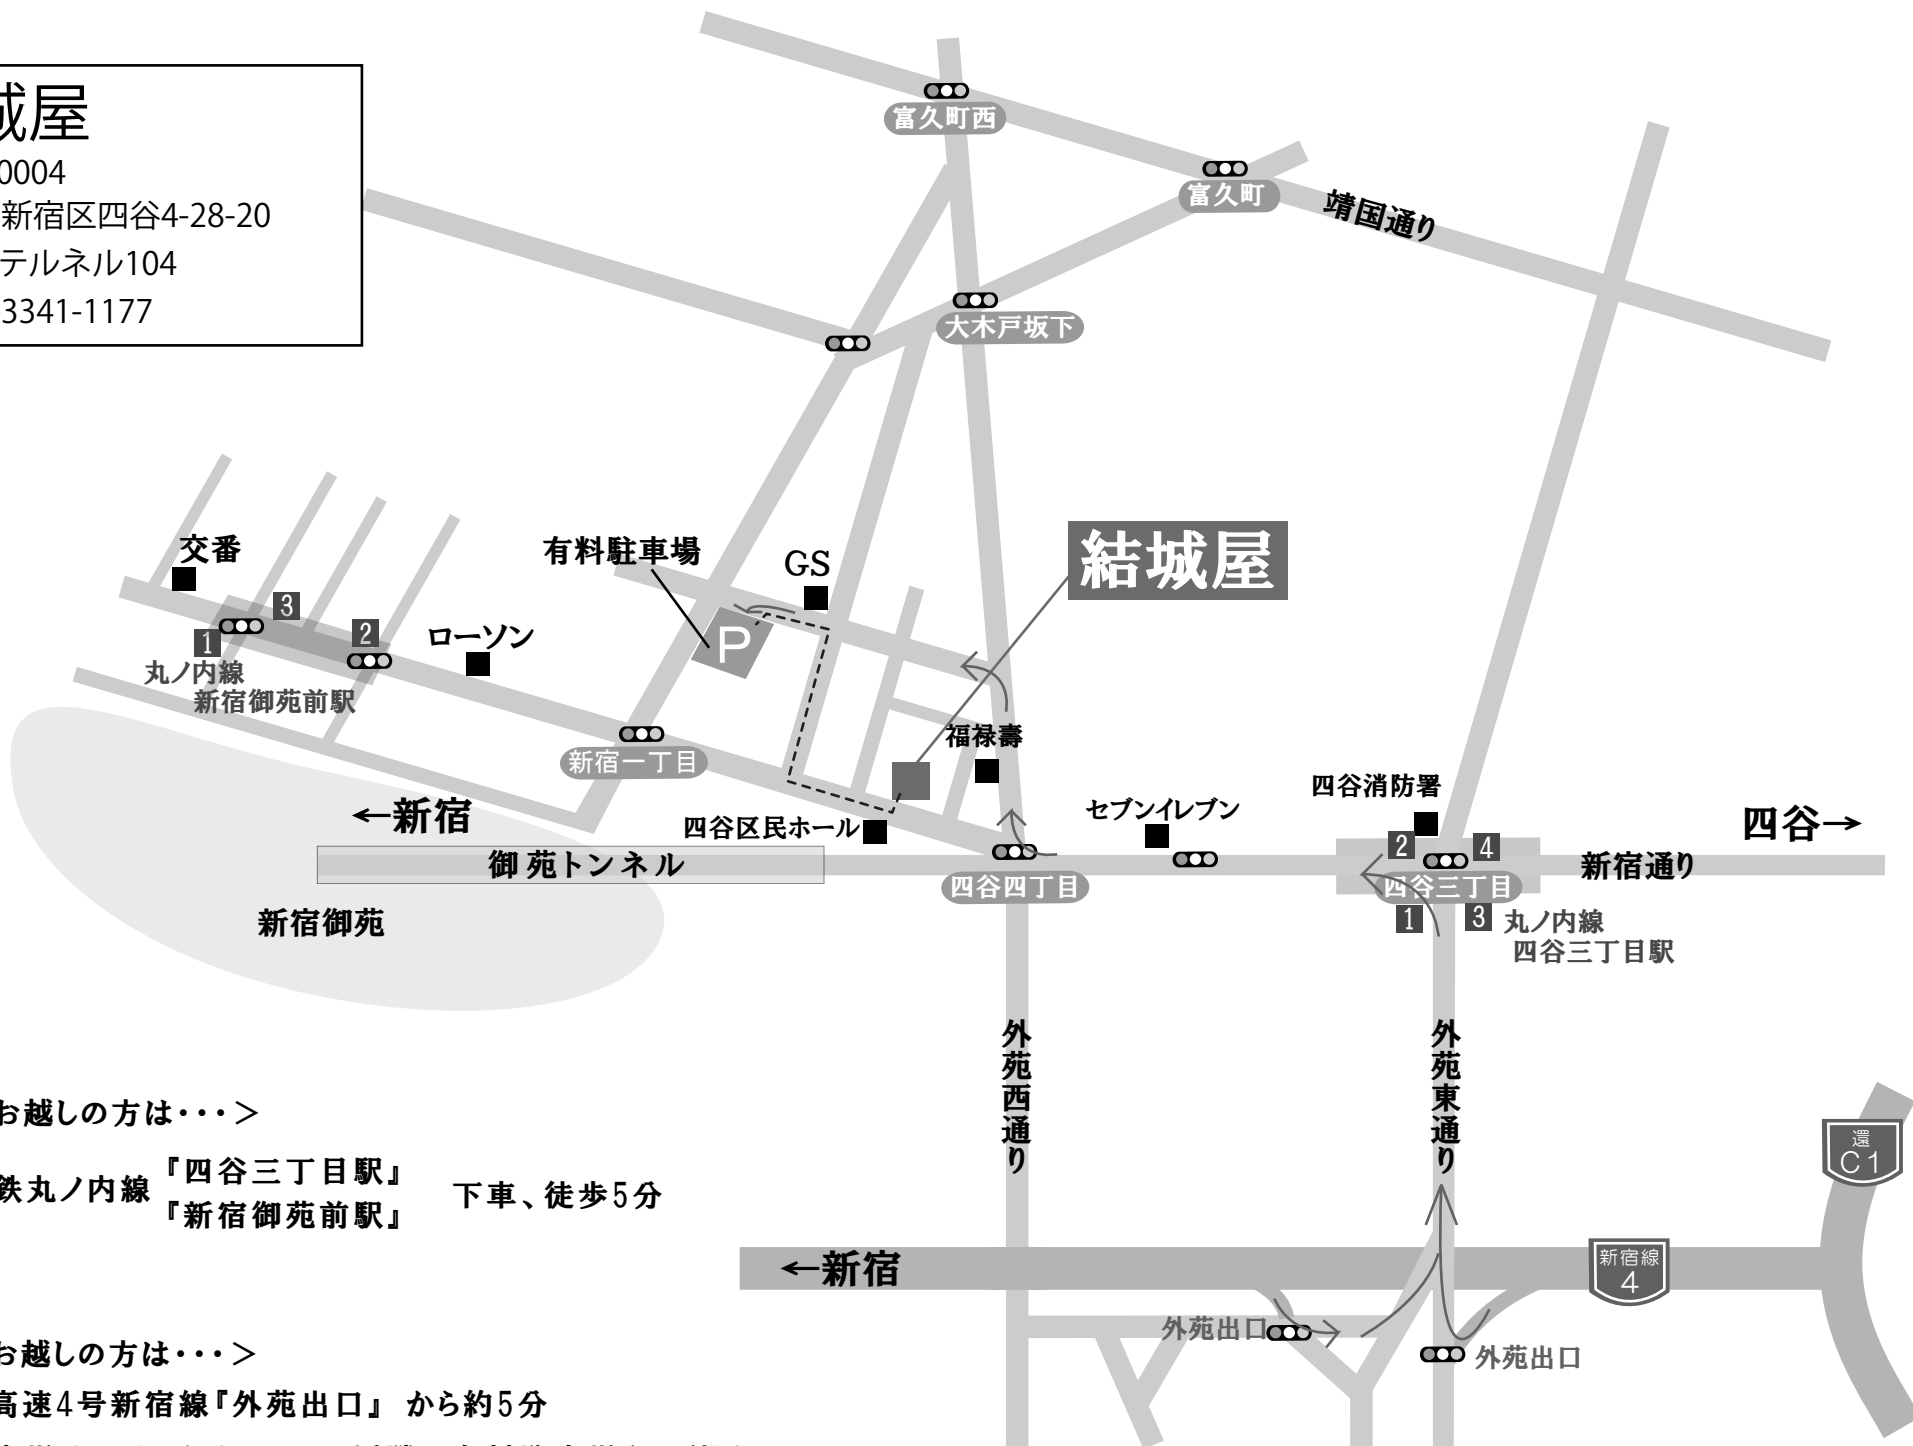 城屋
0004
新宿区四谷4-28-20
テルネル104
3341-1177
富久町西
富久町
靖国通り
大木戸坂下
交番
有料駐車場
GS
結城屋
3
2
1
ローソン
P
丸ノ内線
新宿御苑前駅
新宿一丁目
福禄壽
←新宿
四谷区民ホール
セブンイレブン
四谷消防署
四谷→
御苑トンネル
2
4
新宿通り
四谷四丁目
四谷三丁目
新宿御苑
1
3
丸ノ内線
四谷三丁目駅
外苑西通り
外苑東通り
お越しの方は・・・＞
鉄丸ノ内線
『四谷三丁目駅』
『新宿御苑前駅』
下車、徒歩5分
還
C1
←新宿
新宿線
4
外苑出口
外苑出口
お越しの方は・・・＞
高速4号新宿線『外苑出口』から約5分